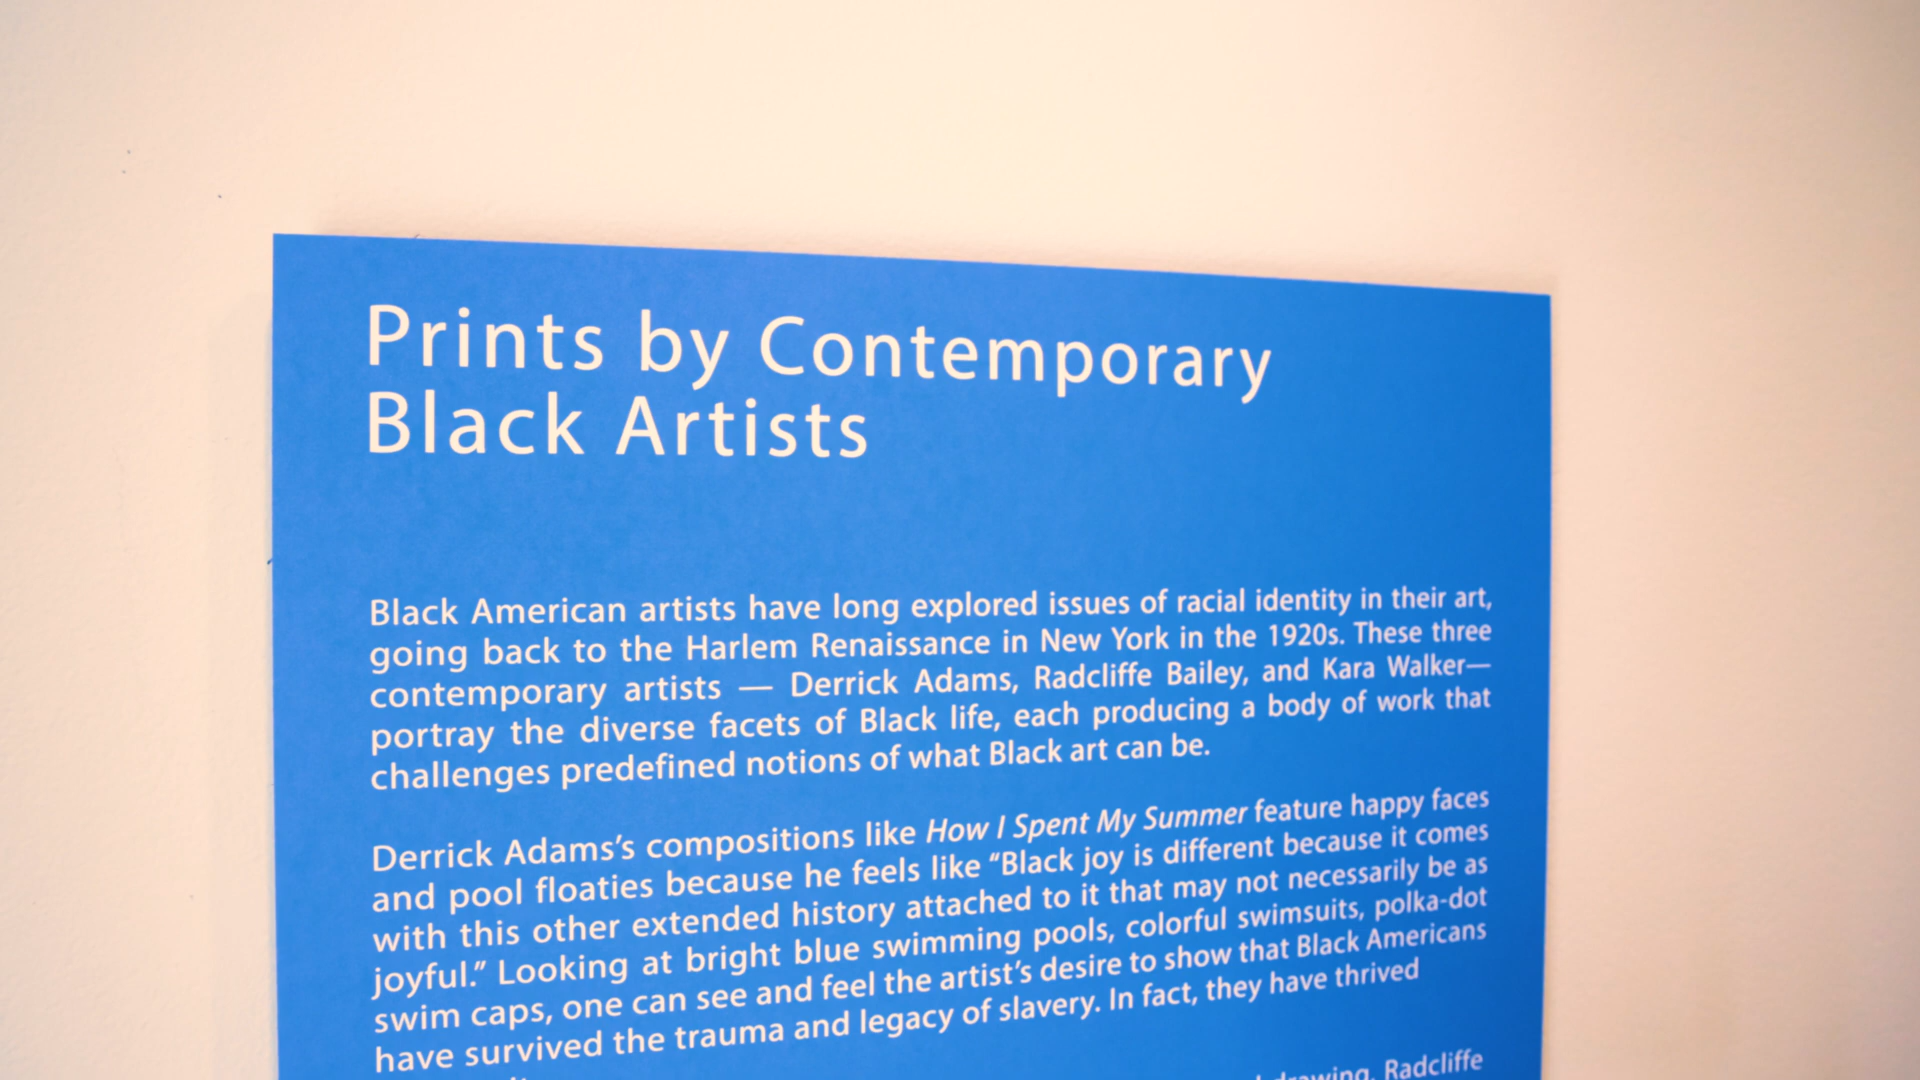 Prints by Contemporary
Black Artists
Black American artists have long explored issues of racial identity in their art,
going back to the Harlem Renaissance in New York in the 1920s. These three
contemporary artists — Derrick Adams, Radcliffe Bailey, and Kara Walker—
portray the diverse facets of Black life, each producing a body of work that
challenges predefined notions of what Black art can be.
Derrick Adams’s compositions like How I Spent My Summer feature happy faces
and pool floaties because he feels like “Black joy is different because it comes
with this other extended history attached to it that may not necessarily be as
joyful.” Looking at bright blue swimming pools, colorful swimsuits, polka-dot
swim caps, one can see and feel the artist’s desire to show that Black Americans
have survived the trauma and legacy of slavery. In fact, they have thrived
drawing, Radcliffe